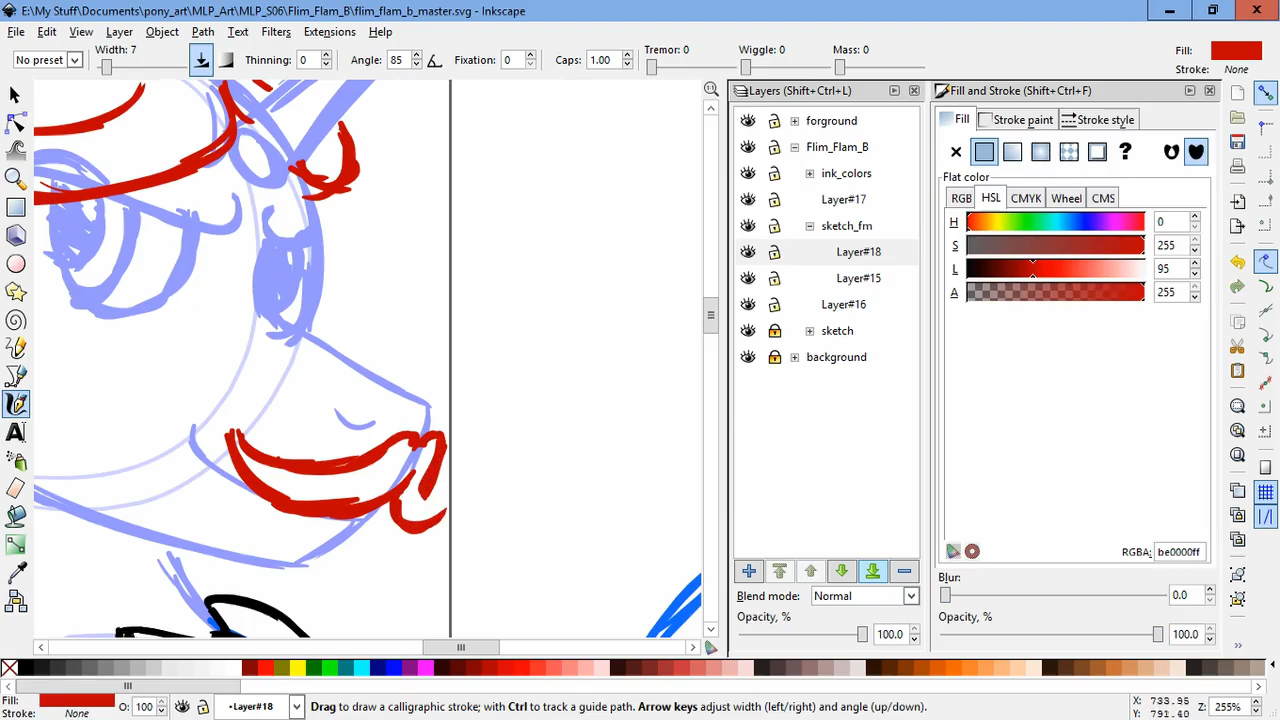 E:\My Stuff\Documents\pony_art\MLP_Art\MLP_S06\Flim_Flam_B\flim_flam_b_master.svg - Inkscape
File Edit View Layer Object Path Text Filters Extensions Help
No preset Width: 7 Thinning: 0 Angle: 85 Fixation: 0 Caps: 1.00 Tremor: 0 Wiggle: 0 Mass: 0 Fill: Stroke: None
Layers (Shift+Ctrl+L)
forground
Flim_Flam_B
ink_colors
Layer#17
sketch_fm
Layer#18
Layer#15
Layer#16
sketch
background
Blend mode: Normal
Opacity, % 100.0
Fill and Stroke (Shift+Ctrl+F)
Fill Stroke paint Stroke style
?
Flat color
RGB HSL CMYK Wheel CMS
H 0
S 255
L 95
A 255
RGBA: be0000ff
Blur:
0.0
Opacity, %
100.0
Fill:
Stroke: None
O: 100
•Layer#18
Drag to draw a calligraphic stroke; with Ctrl to track a guide path. Arrow keys adjust width (left/right) and angle (up/down).
X: 733.95
Y: 791.40
Z: 255%